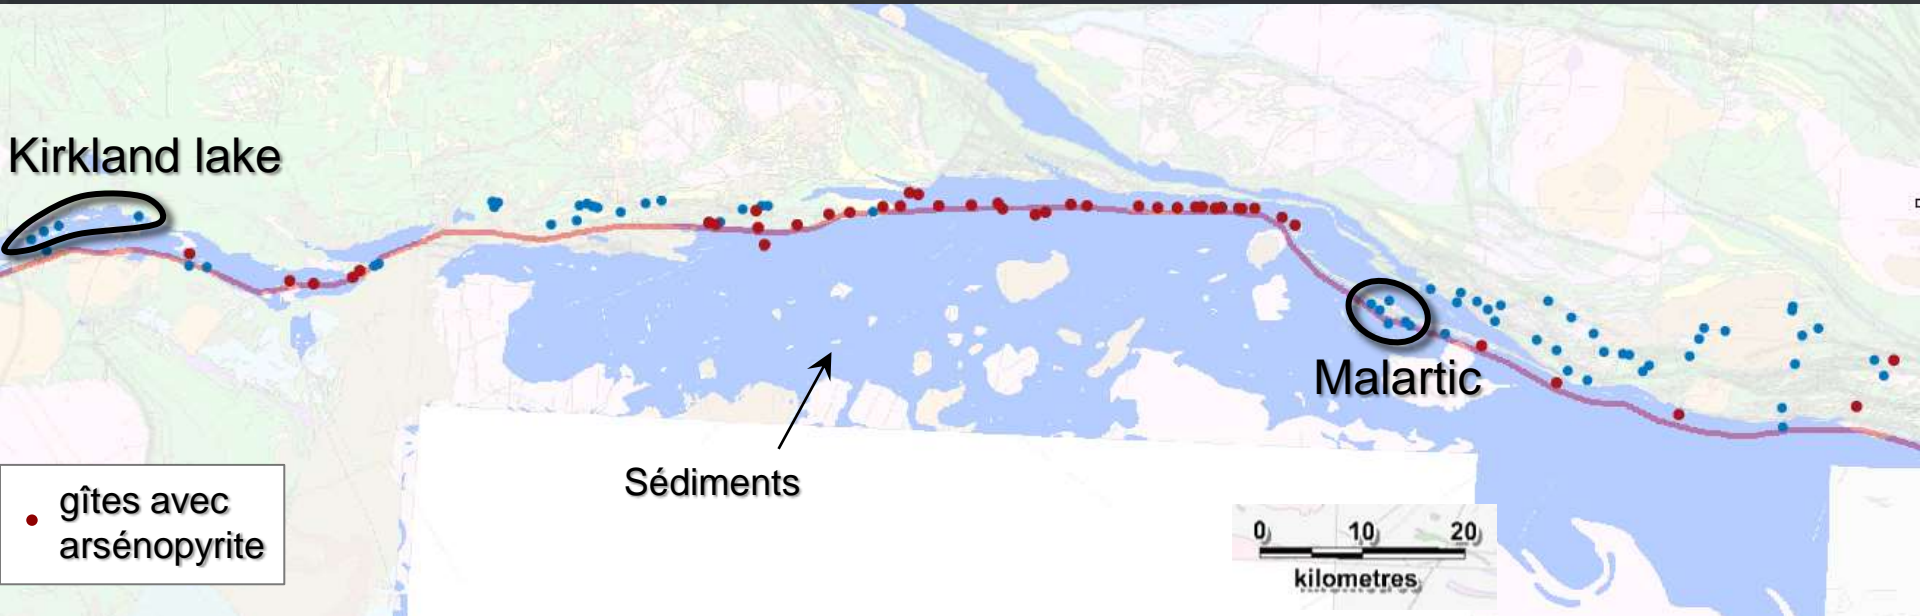 Kirkland lake
Malartic
Sédiments
gîtes avec
arsénopyrite
0 10 20
kilometres